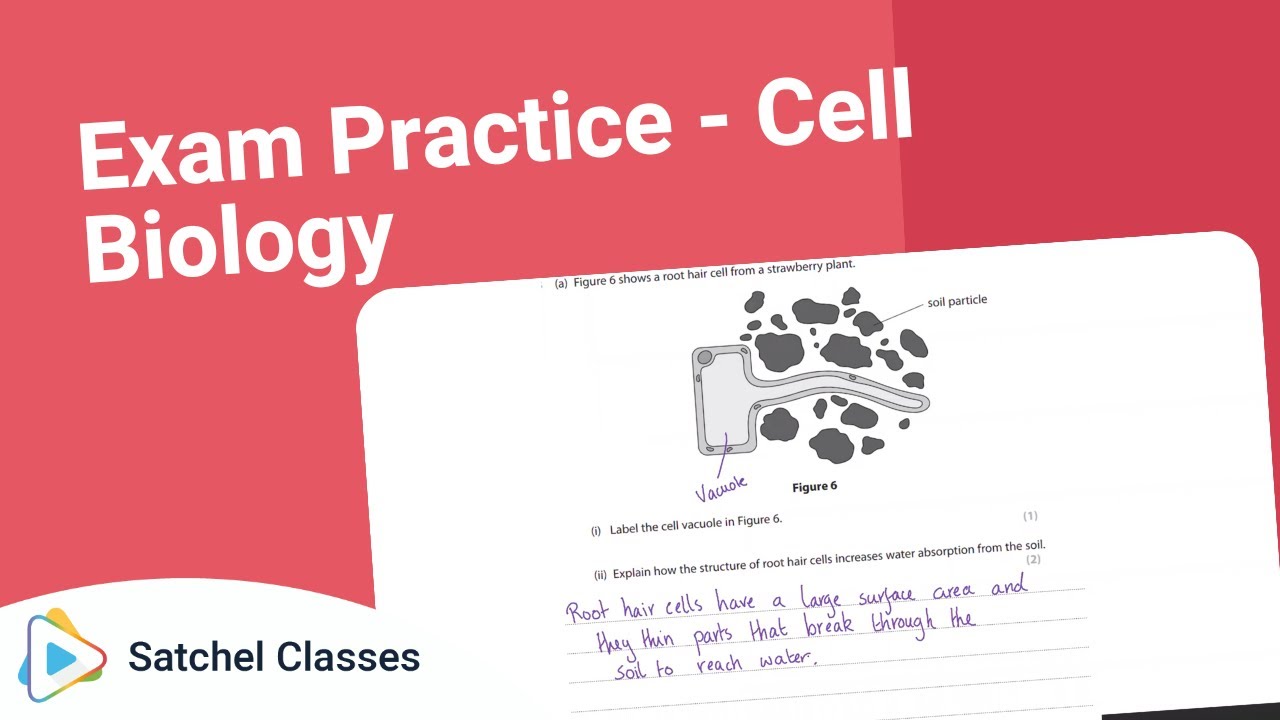 Exam Practice - Cell
Biology
(a) Figure 6 shows a root hair cell from a strawberry plant.
soil particle
Vacuole
Figure 6
(i) Label the cell vacuole in Figure 6.
(1)
(ii) Explain how the structure of root hair cells increases water absorption from the soil.
(2)
Root hair cells have a large surface area and
they thin parts that break through the
soil to reach water.
Satchel Classes